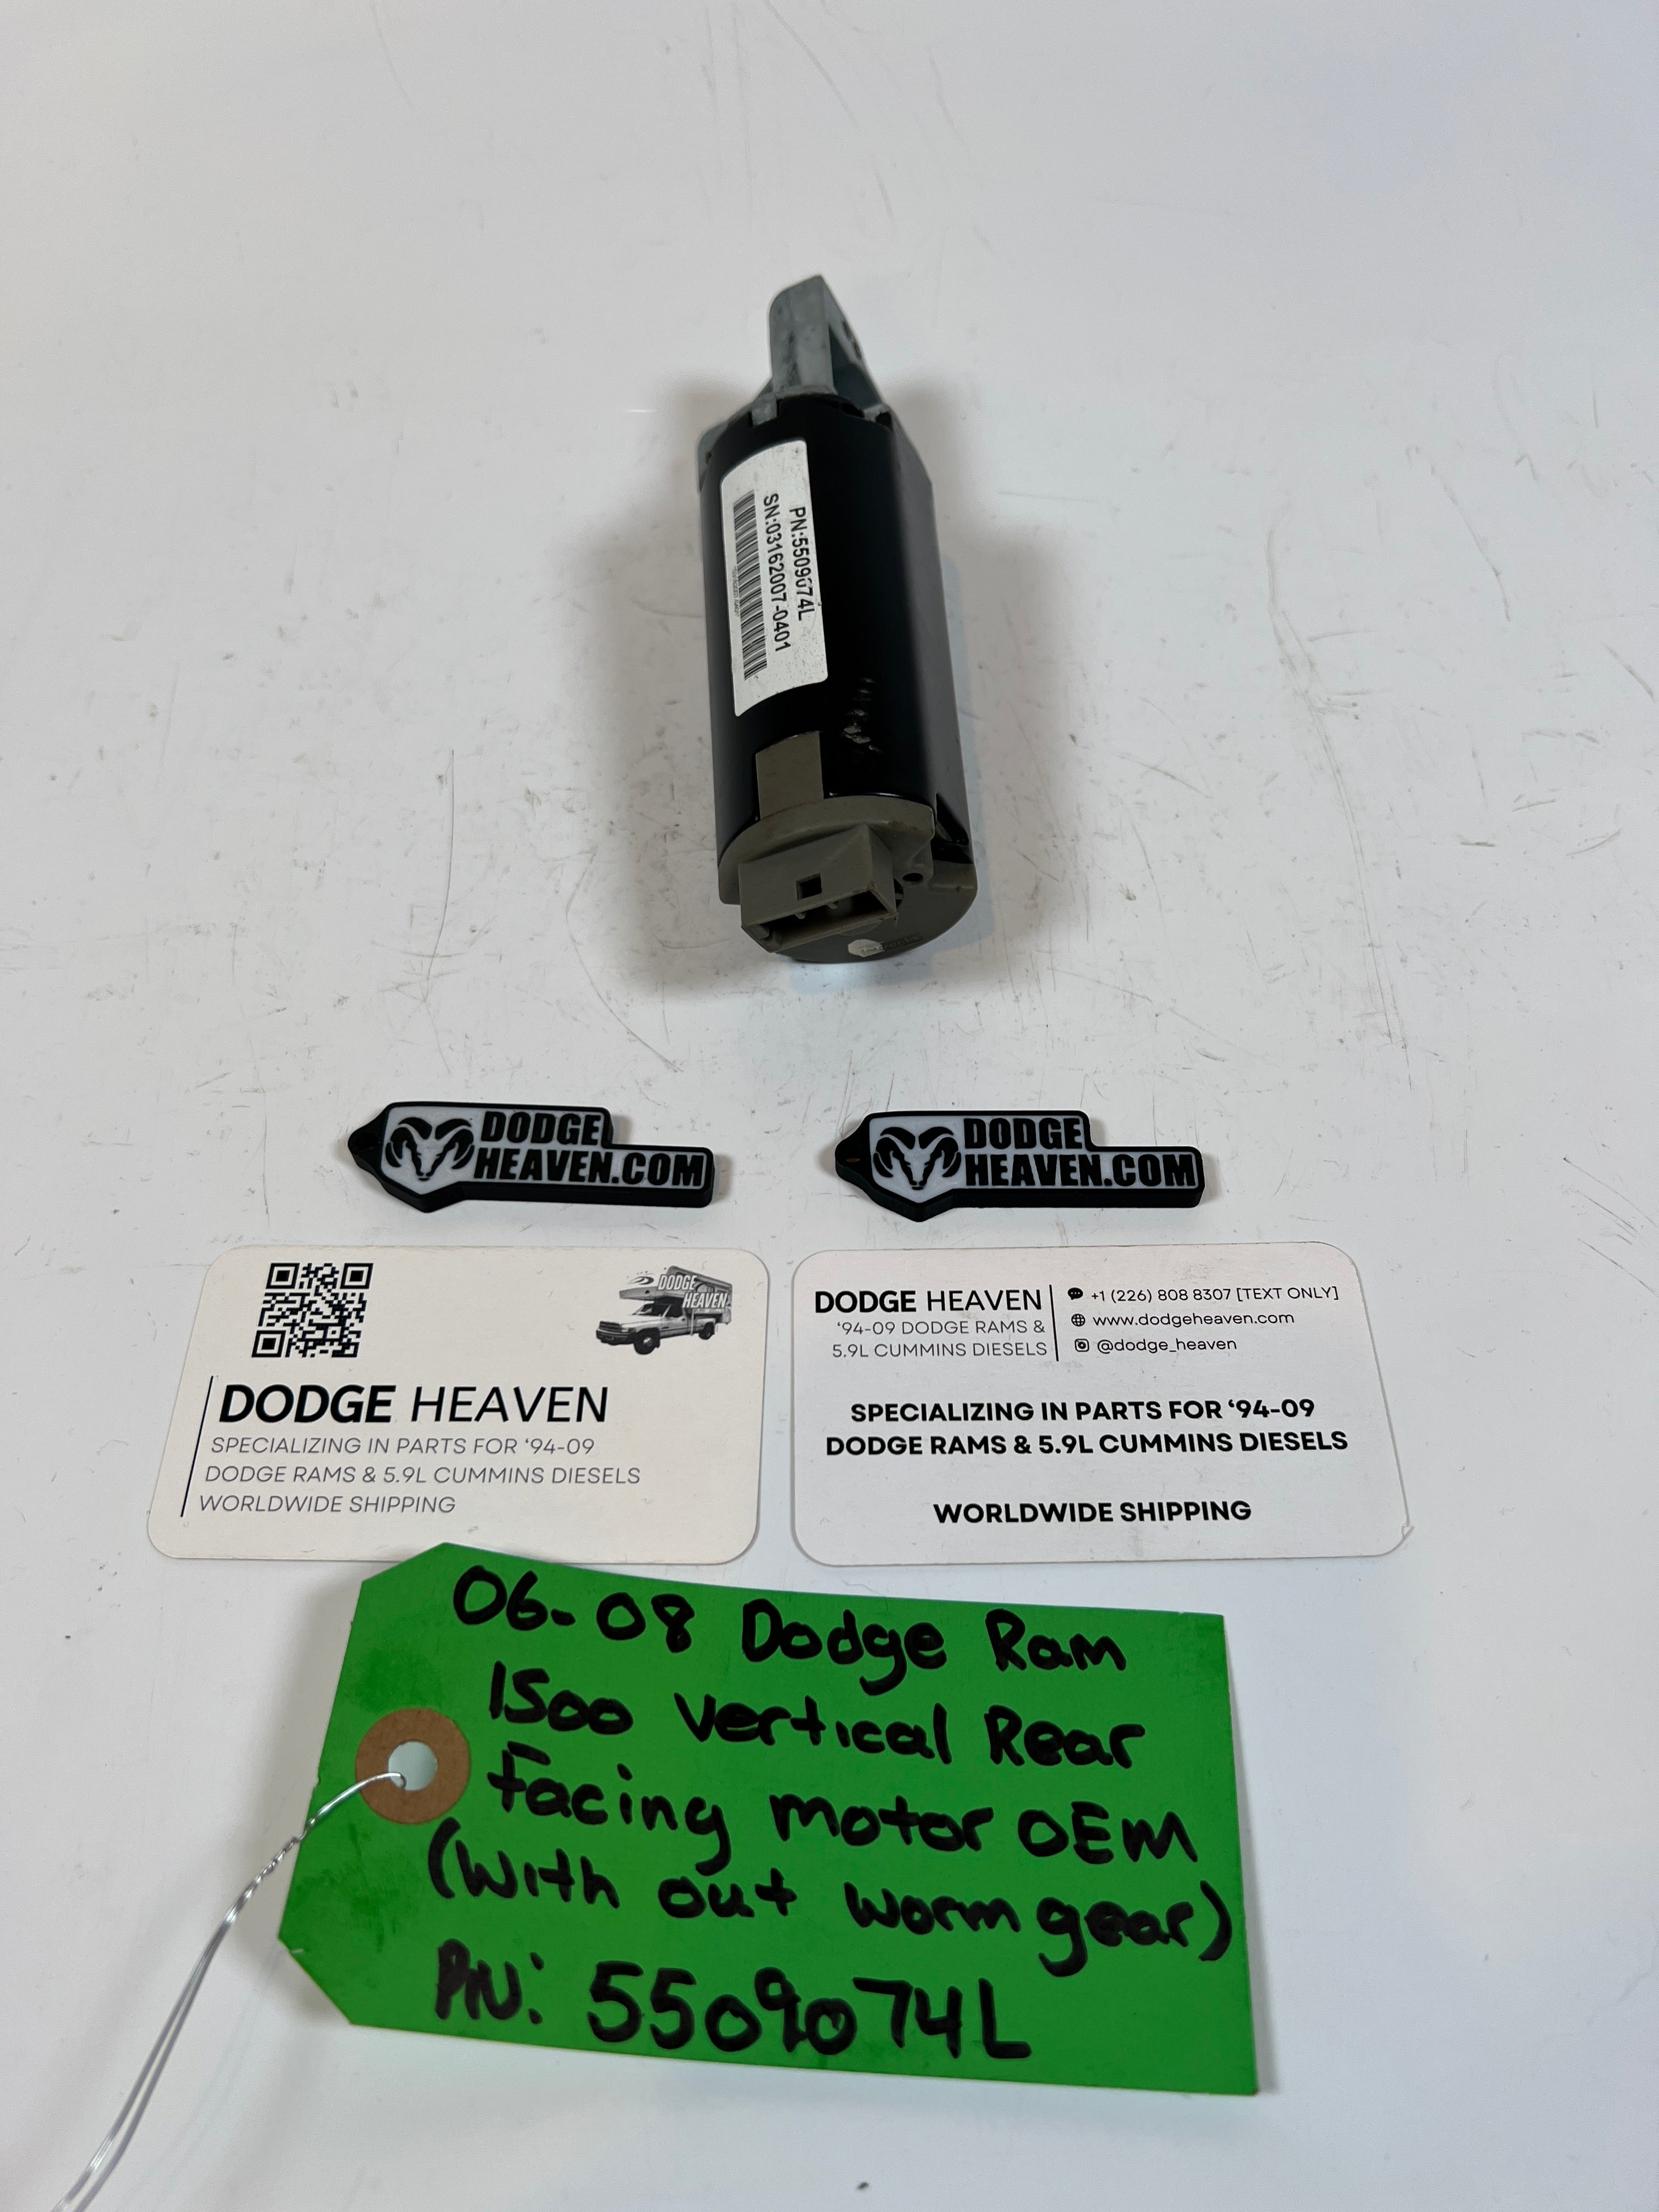 PN:5509074L
SN:03162007-0401
DODGE
HEAVEN.COM
DODGE
HEAVEN.COM
DODGE
HEAVEN
DODGE HEAVEN
SPECIALIZING IN PARTS FOR ‘94-09
DODGE RAMS & 5.9L CUMMINS DIESELS
WORLDWIDE SHIPPING
DODGE HEAVEN
‘94-09 DODGE RAMS &
5.9L CUMMINS DIESELS
+1 (226) 808 8307 [TEXT ONLY]
www.dodgeheaven.com
@dodge_heaven
SPECIALIZING IN PARTS FOR ‘94-09
DODGE RAMS & 5.9L CUMMINS DIESELS
WORLDWIDE SHIPPING
06-08 Dodge Ram
1500 Vertical Rear
Facing motor OEM
(With out worm gear)
PN: 5509074L